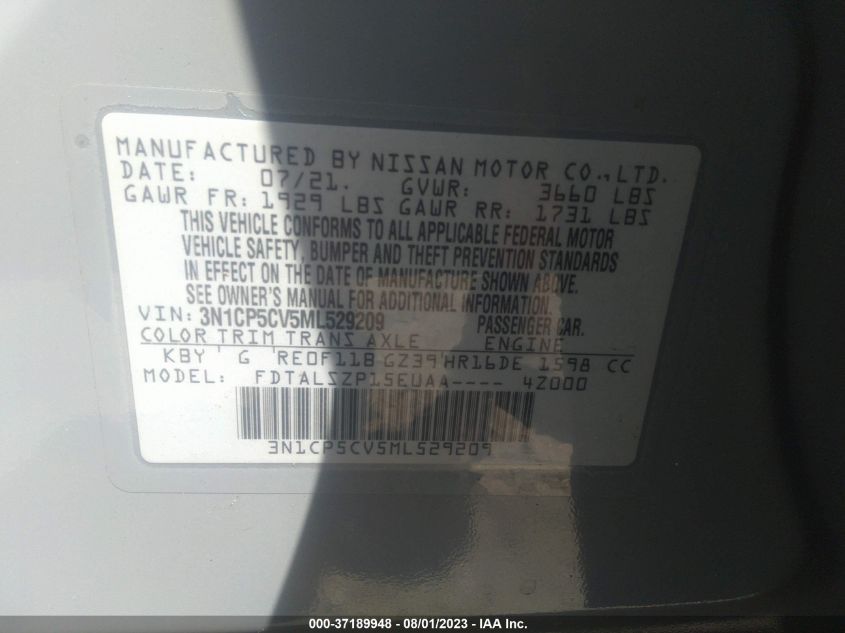 MANUFACTURED BY NISSAN MOTOR CO., LTD.
DATE: 07/21. GVWR: 3660 LBS
GAWR FR: 1929 LBS GAWR RR: 1731 LBS
THIS VEHICLE CONFORMS TO ALL APPLICABLE FEDERAL MOTOR
VEHICLE SAFETY, BUMPER AND THEFT PREVENTION STANDARDS
IN EFFECT ON THE DATE OF MANUFACTURE SHOWN ABOVE.
SEE OWNER'S MANUAL FOR ADDITIONAL INFORMATION.
VIN: 3N1CP5CV5ML529209 PASSENGER CAR.
COLOR TRIM TRANS AXLE ENGINE
KBY G RE0F11B GZ39 HR16DE 1598 CC
MODEL: FDTALSZP15EUAA---- 4Z000
3N1CP5CV5ML529209
000-37189948 - 08/01/2023 - IAA Inc.